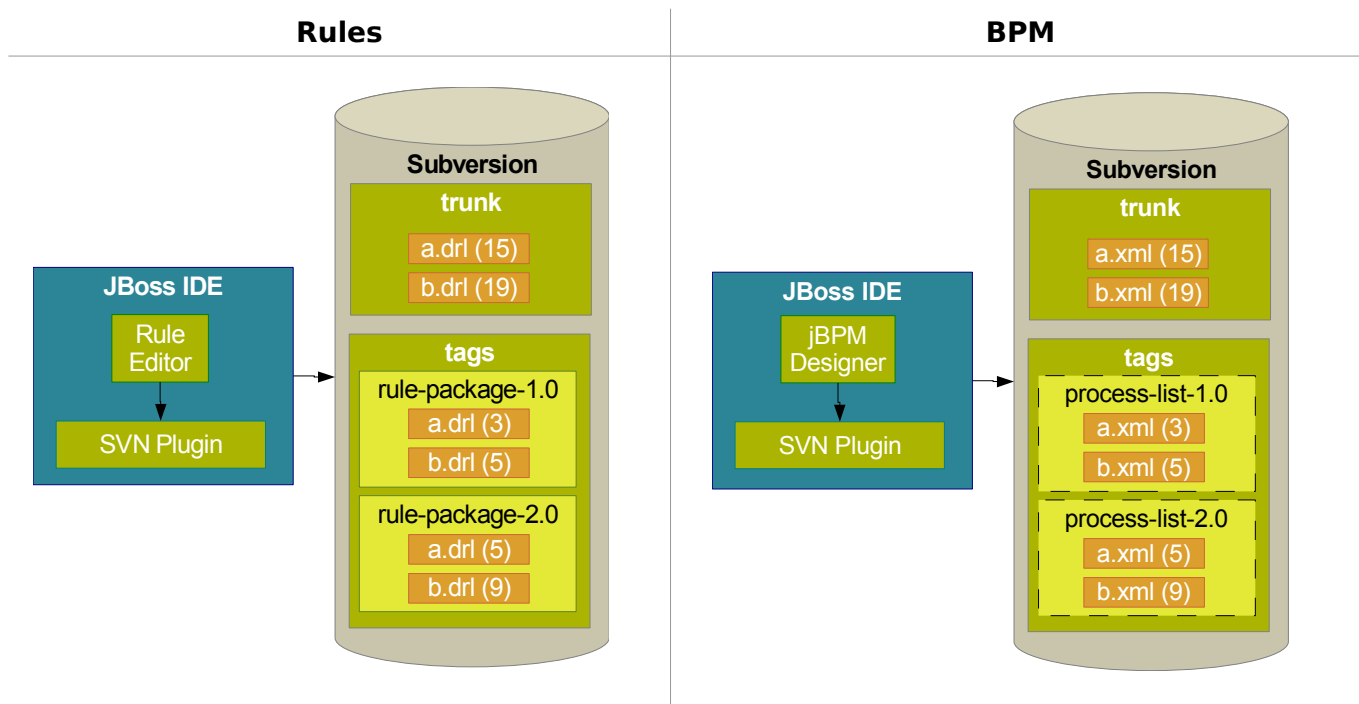 Rules
BPM
Subversion
trunk
a.drl (15)
b.drl (19)
JBoss IDE
Rule
Editor
SVN Plugin
tags
rule-package-1.0
a.drl (3)
b.drl (5)
rule-package-2.0
a.drl (5)
b.drl (9)
Subversion
trunk
a.xml (15)
b.xml (19)
JBoss IDE
jBPM
Designer
SVN Plugin
tags
process-list-1.0
a.xml (3)
b.xml (5)
process-list-2.0
a.xml (5)
b.xml (9)